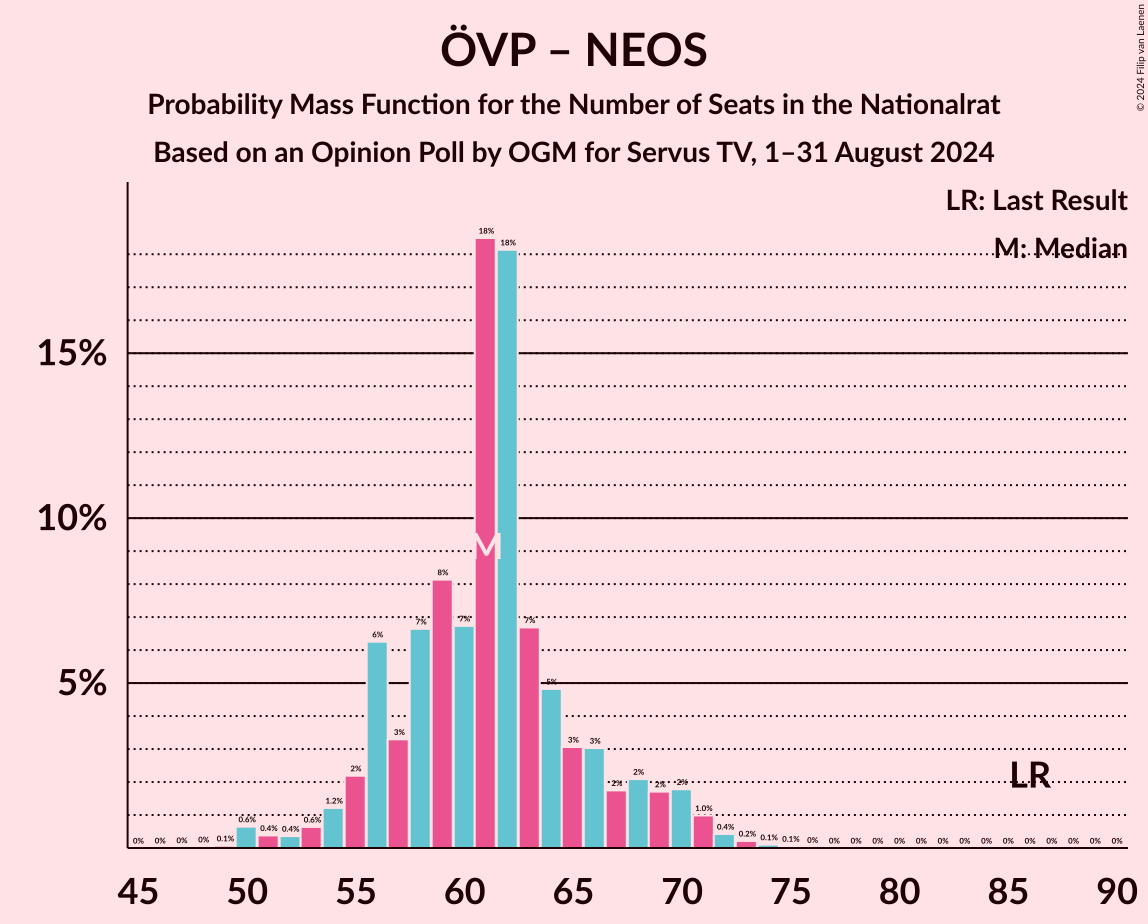 ÖVP – NEOS
Probability Mass Function for the Number of Seats in the Nationalrat
Based on an Opinion Poll by OGM for Servus TV, 1–31 August 2024
© 2024 Filip van Laenen
LR: Last Result
M: Median
15%
10%
5%
0% 0% 0% 0% 0.1% 0.6% 0.4% 0.4% 0.6% 1.2% 2% 6% 3% 7% 8% 7% 18% 18% 7% 5% 3% 3% 2% 2% 2% 2% 1.0% 0.4% 0.2% 0.1% 0.1% 0% 0% 0% 0% 0% 0% 0% 0% 0% 0% 0% 0% 0% 0% 0%
M
LR
45 50 55 60 65 70 75 80 85 90